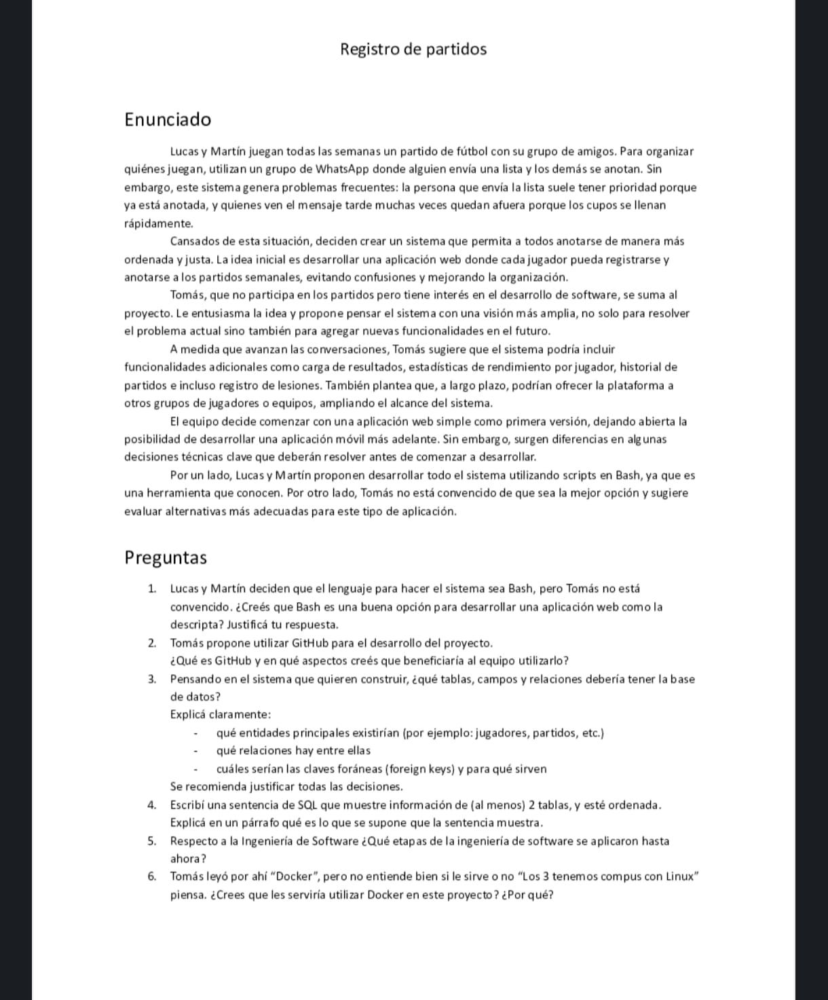 Registro de partidos
Enunciado
Lucas y Martín juegan todas las semanas un partido de fútbol con su grupo de amigos. Para organizar
quiénes juegan, utilizan un grupo de WhatsApp donde alguien envía una lista y los demás se anotan. Sin
embargo, este sistema genera problemas frecuentes: la persona que envía la lista suele tener prioridad porque
ya está anotada, y quienes ven el mensaje tarde muchas veces quedan afuera porque los cupos se llenan
rápidamente.
Cansados de esta situación, deciden crear un sistema que permita a todos anotarse de manera más
ordenada y justa. La idea inicial es desarrollar una aplicación web donde cada jugador pueda registrarse y
anotarse a los partidos semanales, evitando confusiones y mejorando la organización.
Tomás, que no participa en los partidos pero tiene interés en el desarrollo de software, se suma al
proyecto. Le entusiasma la idea y propone pensar el sistema con una visión más amplia, no solo para resolver
el problema actual sino también para agregar nuevas funcionalidades en el futuro.
A medida que avanzan las conversaciones, Tomás sugiere que el sistema podría incluir
funcionalidades adicionales como carga de resultados, estadísticas de rendimiento por jugador, historial de
partidos e incluso registro de lesiones. También plantea que, a largo plazo, podrían ofrecer la plataforma a
otros grupos de jugadores o equipos, ampliando el alcance del sistema.
El equipo decide comenzar con una aplicación web simple como primera versión, dejando abierta la
posibilidad de desarrollar una aplicación móvil más adelante. Sin embargo, surgen diferencias en algunas
decisiones técnicas clave que deberán resolver antes de comenzar a desarrollar.
Por un lado, Lucas y Martín proponen desarrollar todo el sistema utilizando scripts en Bash, ya que es
una herramienta que conocen. Por otro lado, Tomás no está convencido de que sea la mejor opción y sugiere
evaluar alternativas más adecuadas para este tipo de aplicación.
Preguntas
1. Lucas y Martín deciden que el lenguaje para hacer el sistema sea Bash, pero Tomás no está
convencido. ¿Creés que Bash es una buena opción para desarrollar una aplicación web como la
descripta? Justificá tu respuesta.
2. Tomás propone utilizar GitHub para el desarrollo del proyecto.
¿Qué es GitHub y en qué aspectos creés que beneficiaría al equipo utilizarlo?
3. Pensando en el sistema que quieren construir, ¿qué tablas, campos y relaciones debería tener la base
de datos?
Explicá claramente:
- qué entidades principales existirían (por ejemplo: jugadores, partidos, etc.)
- qué relaciones hay entre ellas
- cuáles serían las claves foráneas (foreign keys) y para qué sirven
Se recomienda justificar todas las decisiones.
4. Escribí una sentencia de SQL que muestre información de (al menos) 2 tablas, y esté ordenada.
Explicá en un párrafo qué es lo que se supone que la sentencia muestra.
5. Respecto a la Ingeniería de Software ¿Qué etapas de la ingeniería de software se aplicaron hasta
ahora?
6. Tomás leyó por ahí “Docker”, pero no entiende bien si le sirve o no “Los 3 tenemos compus con Linux”
piensa. ¿Crees que les serviría utilizar Docker en este proyecto? ¿Por qué?